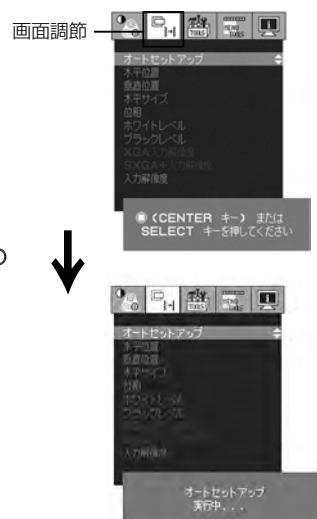 画面調節
TOOLS
MENU TOOLS
オートセットアップ
水平位置
垂直位置
水平サイズ
位相
ホワイトレベル
ブラックレベル
XGA入力解像度
SXGA+入力解像度
入力解像度
(CENTER キー) または
SELECT キーを押してください
TOOLS
MENU TOOLS
オートセットアップ
水平位置
垂直位置
水平サイズ
位相
ホワイトレベル
ブラックレベル
入力解像度
オートセットアップ
実行中...